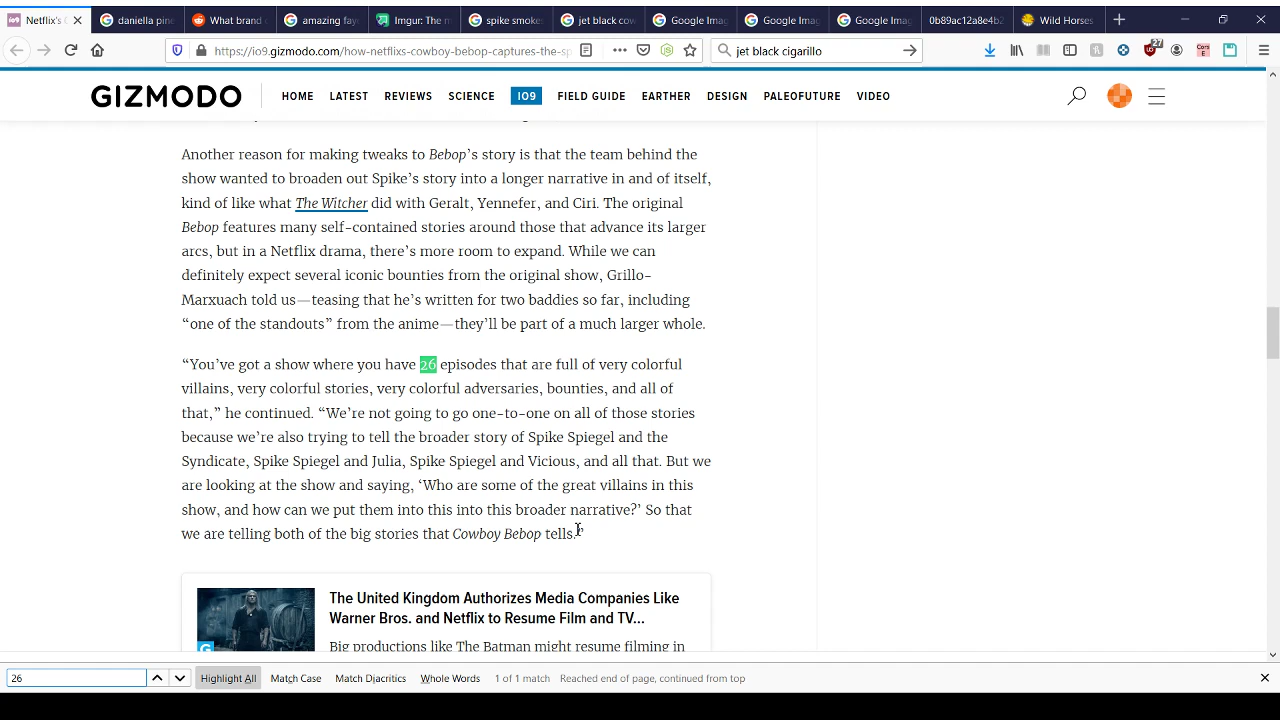 Netflix's C
daniella pine
What brand
amazing faye
Imgur: The m
spike smoke
jet black cow
Google Imag
Google Imag
Google Imag
0b89ac12a8e4b2
Wild Horses
https://io9.gizmodo.com/how-netflixs-cowboy-bebop-captures-the-sp
jet black cigarillo
27
GIZMODO
HOME LATEST REVIEWS SCIENCE IO9 FIELD GUIDE EARTHER DESIGN PALEOFUTURE VIDEO
Another reason for making tweaks to Bebop's story is that the team behind the
show wanted to broaden out Spike's story into a longer narrative in and of itself,
kind of like what The Witcher did with Geralt, Yennefer, and Ciri. The original
Bebop features many self-contained stories around those that advance its larger
arcs, but in a Netflix drama, there's more room to expand. While we can
definitely expect several iconic bounties from the original show, Grillo-
Marxuach told us—teasing that he's written for two baddies so far, including
“one of the standouts” from the anime—they'll be part of a much larger whole.
“You've got a show where you have 26 episodes that are full of very colorful
villains, very colorful stories, very colorful adversaries, bounties, and all of
that,” he continued. “We're not going to go one-to-one on all of those stories
because we're also trying to tell the broader story of Spike Spiegel and the
Syndicate, Spike Spiegel and Julia, Spike Spiegel and Vicious, and all that. But we
are looking at the show and saying, ‘Who are some of the great villains in this
show, and how can we put them into this into this broader narrative?’ So that
we are telling both of the big stories that Cowboy Bebop tells.”
The United Kingdom Authorizes Media Companies Like
Warner Bros. and Netflix to Resume Film and TV...
Big productions like The Batman might resume filming in
26
Highlight All Match Case Match Diacritics Whole Words 1 of 1 match Reached end of page, continued from top